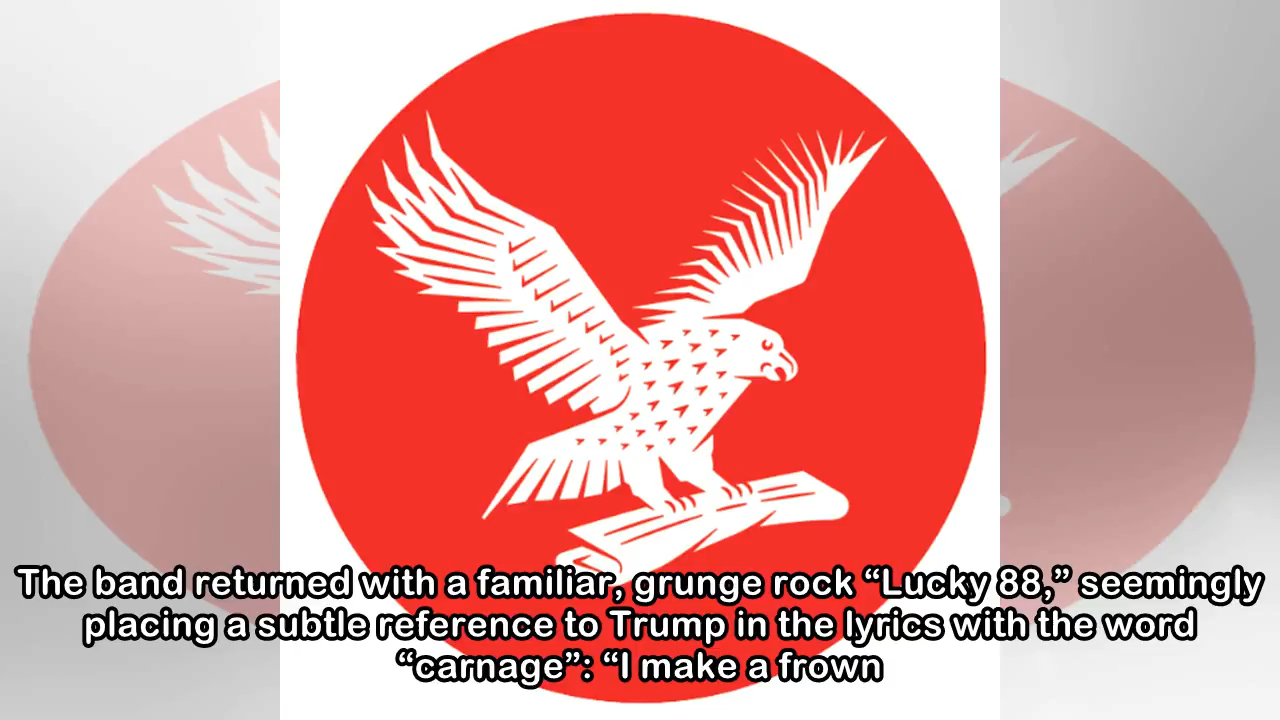 The band returned with a familiar, grunge rock “Lucky 88,” seemingly
placing a subtle reference to Trump in the lyrics with the word
“carnage”: “I make a frown